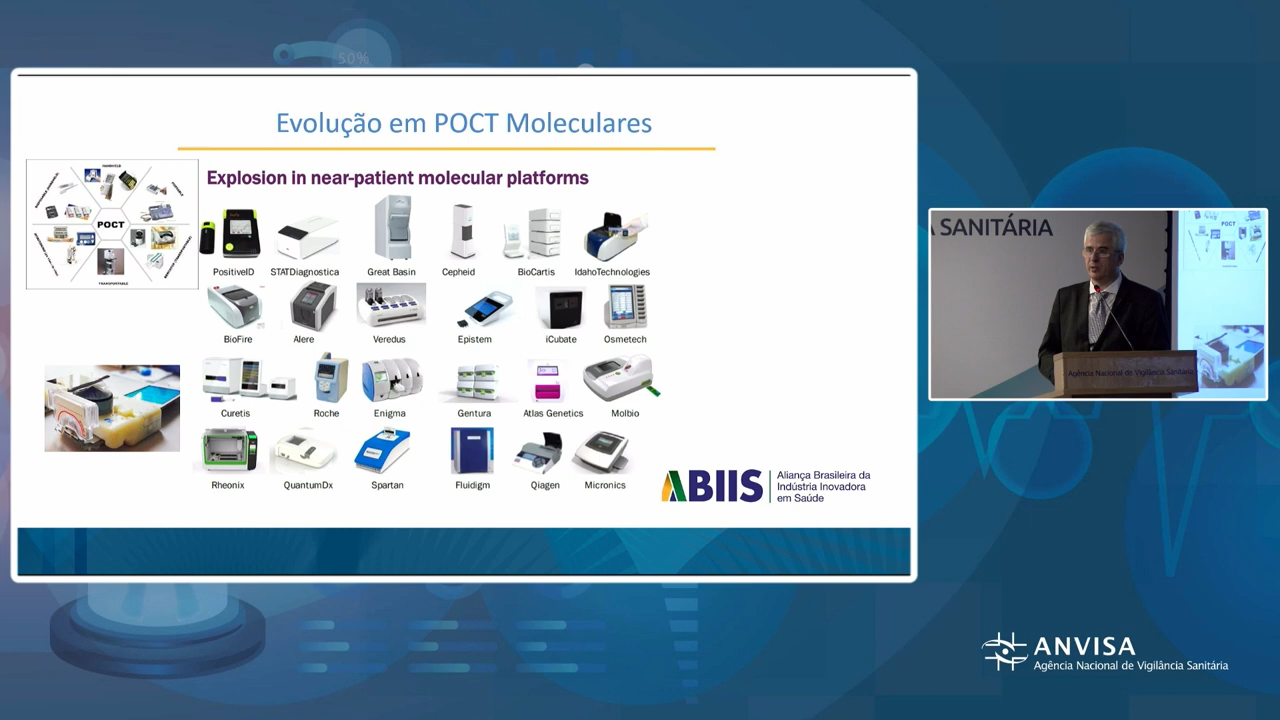 50%
Evolução em POCT Moleculares
Explosion in near-patient molecular platforms
POCT
TRANSPORTABLE
PositiveID STATDiagnostica Great Basin Cepheid BioCartis IdahoTechnologies
BioFire Alere Veredus Epistem iCubate Osmetech
Curetis Roche Enigma Gentura Atlas Genetics Molbio
Rheonix QuantumDx Spartan Fluidigm Qiagen Micronics
ABIIS
Aliança Brasileira da
Indústria Inovadora
em Saúde
SANITÁRIA
POCT
Agência Nacional de Vigilância Sanitária
ANVISA
Agência Nacional de Vigilância Sanitária